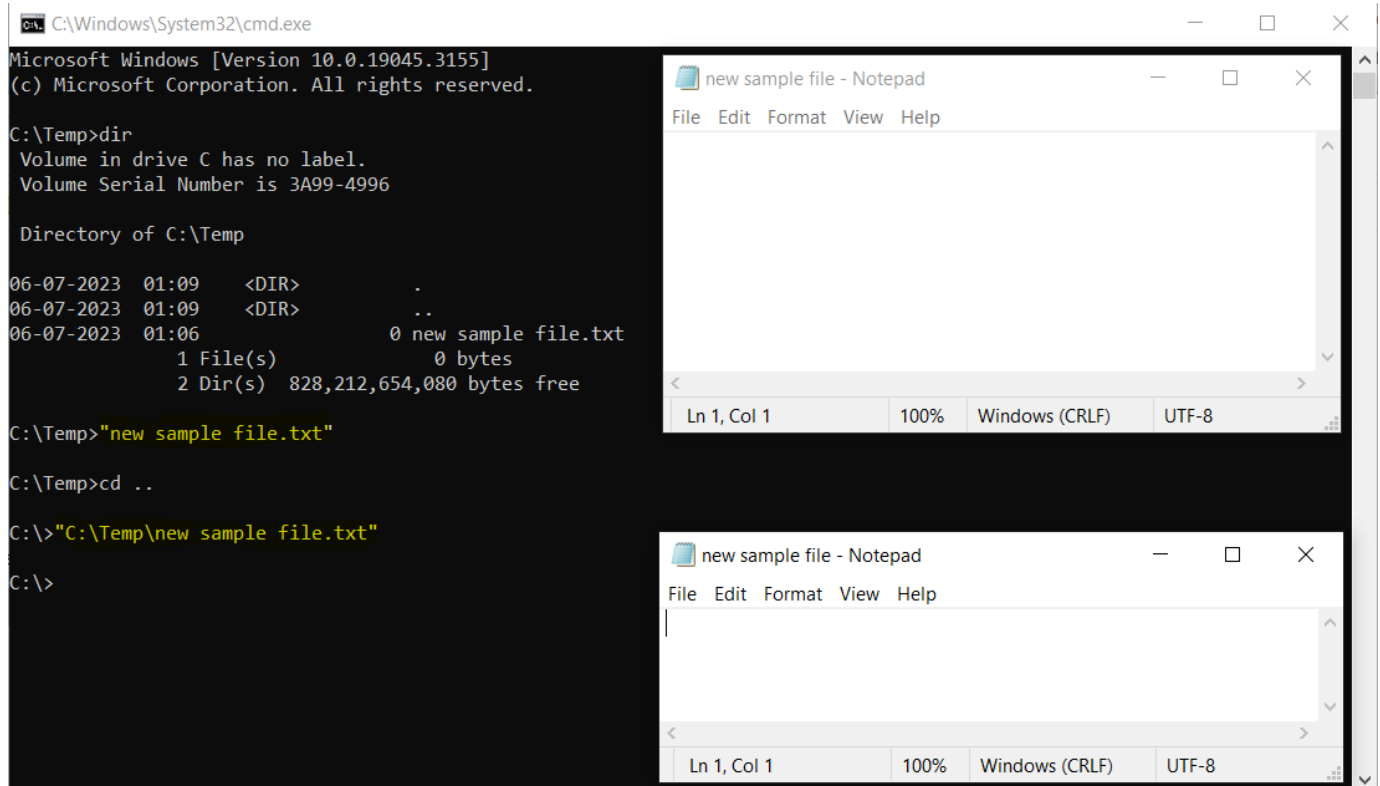 C:\Windows\System32\cmd.exe
Microsoft Windows [Version 10.0.19045.3155]
(c) Microsoft Corporation. All rights reserved.
C:\Temp>dir
 Volume in drive C has no label.
 Volume Serial Number is 3A99-4996
 Directory of C:\Temp
06-07-2023  01:09    <DIR>          .
06-07-2023  01:09    <DIR>          ..
06-07-2023  01:06                 0 new sample file.txt
               1 File(s)              0 bytes
               2 Dir(s)  828,212,654,080 bytes free
C:\Temp>"new sample file.txt"
C:\Temp>cd ..
C:\>"C:\Temp\new sample file.txt"
C:\>
new sample file - Notepad
File Edit Format View Help
Ln 1, Col 1 100% Windows (CRLF) UTF-8
new sample file - Notepad
File Edit Format View Help
Ln 1, Col 1 100% Windows (CRLF) UTF-8